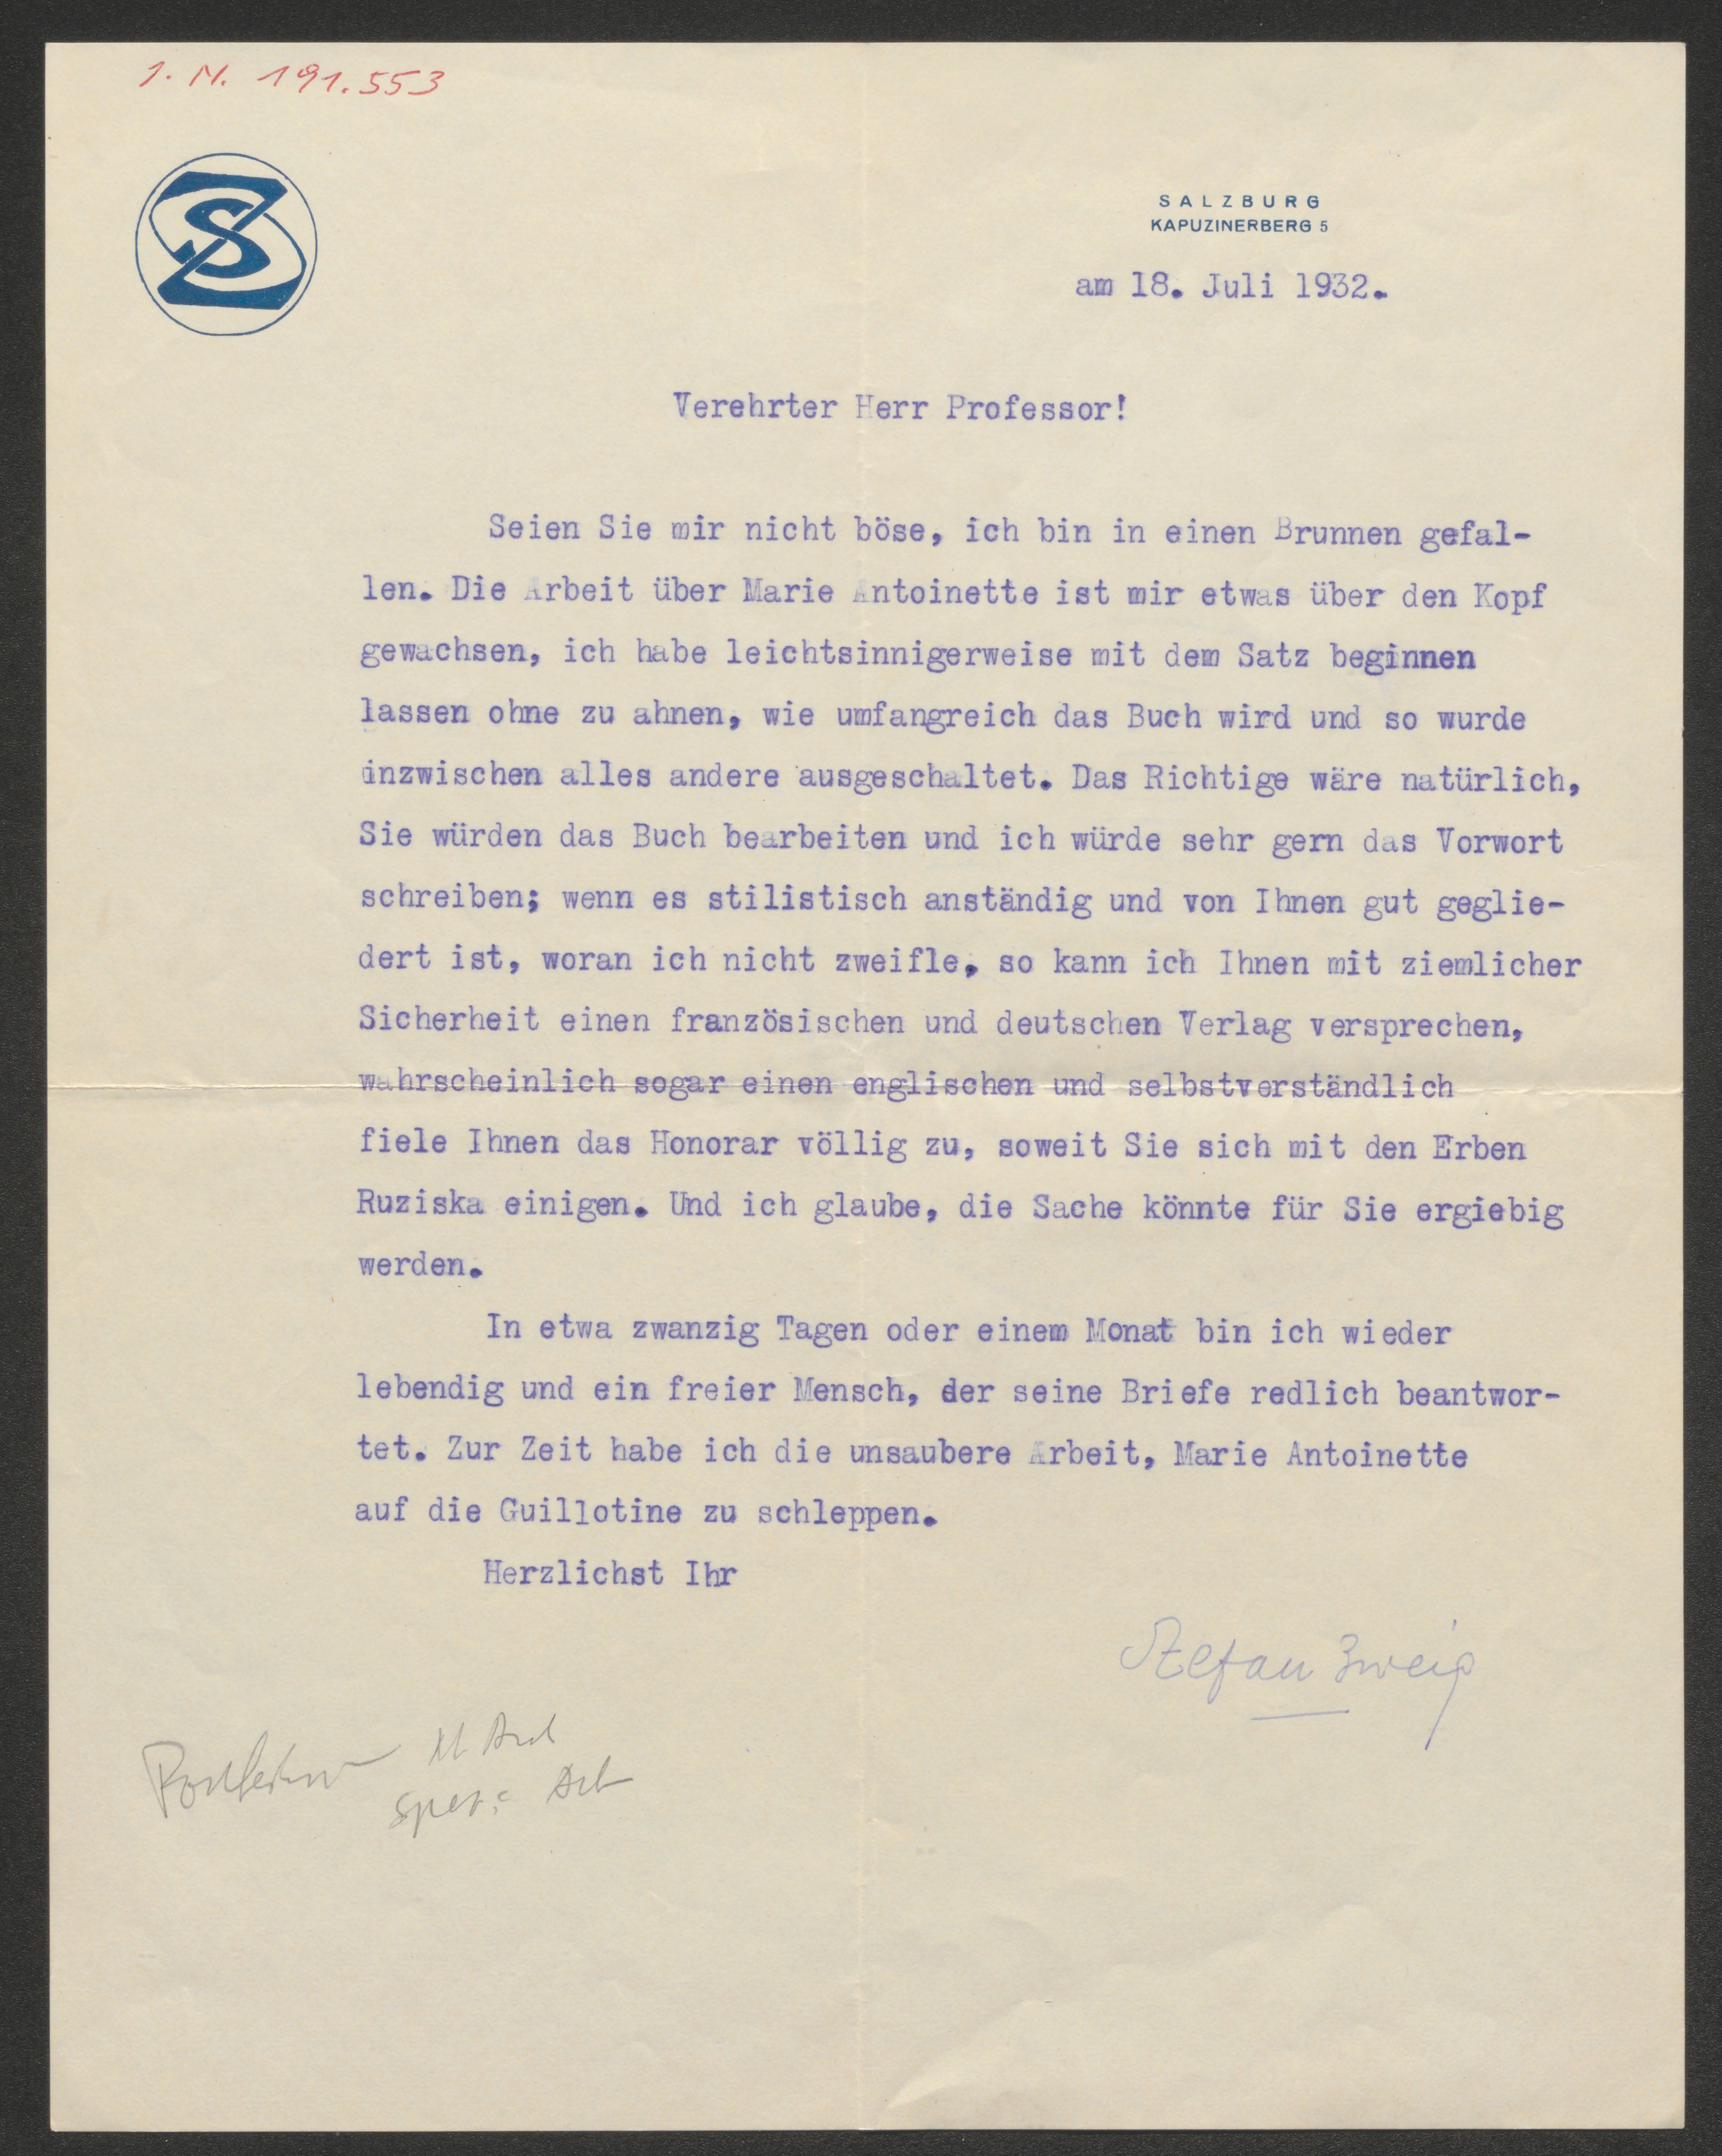 I. N. 191.553
SZ
SALZBURG
KAPUZINERBERG 5
am 18. Juli 1932.
Verehrter Herr Professor!
Seien Sie mir nicht böse, ich bin in einen Brunnen gefal-
len. Die Arbeit über Marie Antoinette ist mir etwas über den Kopf
gewachsen, ich habe leichtsinnigerweise mit dem Satz beginnen
lassen ohne zu ahnen, wie umfangreich das Buch wird und so wurde
inzwischen alles andere ausgeschaltet. Das Richtige wäre natürlich,
Sie würden das Buch bearbeiten und ich würde sehr gern das Vorwort
schreiben; wenn es stilistisch anständig und von Ihnen gut geglie-
dert ist, woran ich nicht zweifle, so kann ich Ihnen mit ziemlicher
Sicherheit einen französischen und deutschen Verlag versprechen,
wahrscheinlich sogar einen englischen und selbstverständlich
fiele Ihnen das Honorar völlig zu, soweit Sie sich mit den Erben
Ruziska einigen. Und ich glaube, die Sache könnte für Sie ergiebig
werden.
In etwa zwanzig Tagen oder einem Monat bin ich wieder
lebendig und ein freier Mensch, der seine Briefe redlich beantwor-
tet. Zur Zeit habe ich die unsaubere Arbeit, Marie Antoinette
auf die Guillotine zu schleppen.
Herzlichst Ihr
Stefan Zweig